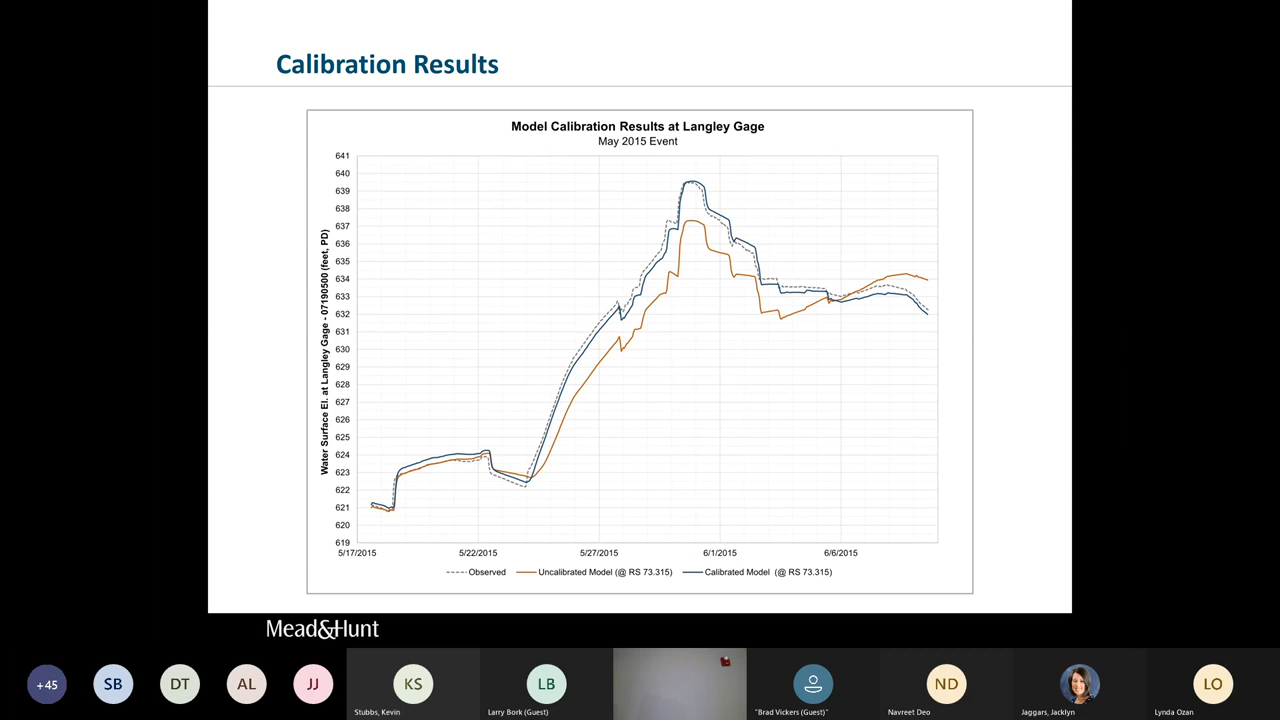 Calibration Results
Model Calibration Results at Langley Gage
May 2015 Event
Water Surface El. at Langley Gage - 07190500 (feet, PD)
641
640
639
638
637
636
635
634
633
632
631
630
629
628
627
626
625
624
623
622
621
620
619
5/17/2015 5/22/2015 5/27/2015 6/1/2015 6/6/2015
Observed Uncalibrated Model (@ RS 73.315) Calibrated Model (@ RS 73.315)
Mead&Hunt
+45 SB DT AL JJ KS LB ND LO
Stubbs, Kevin Larry Bork (Guest) "Brad Vickers (Guest)" Navreet Deo Jaggars, Jacklyn Lynda Ozan